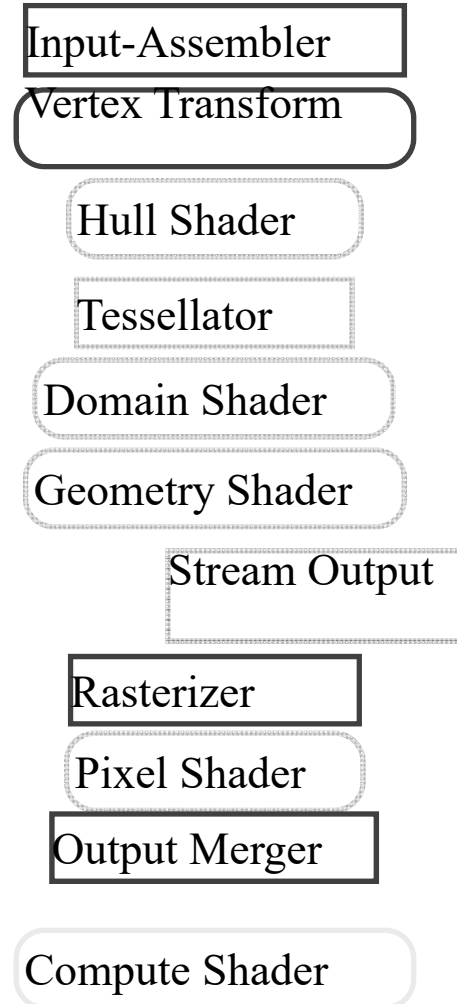 Input-Assembler
Vertex Transform
Hull Shader
Tessellator
Domain Shader
Geometry Shader
Stream Output
Rasterizer
Pixel Shader
Output Merger
Compute Shader